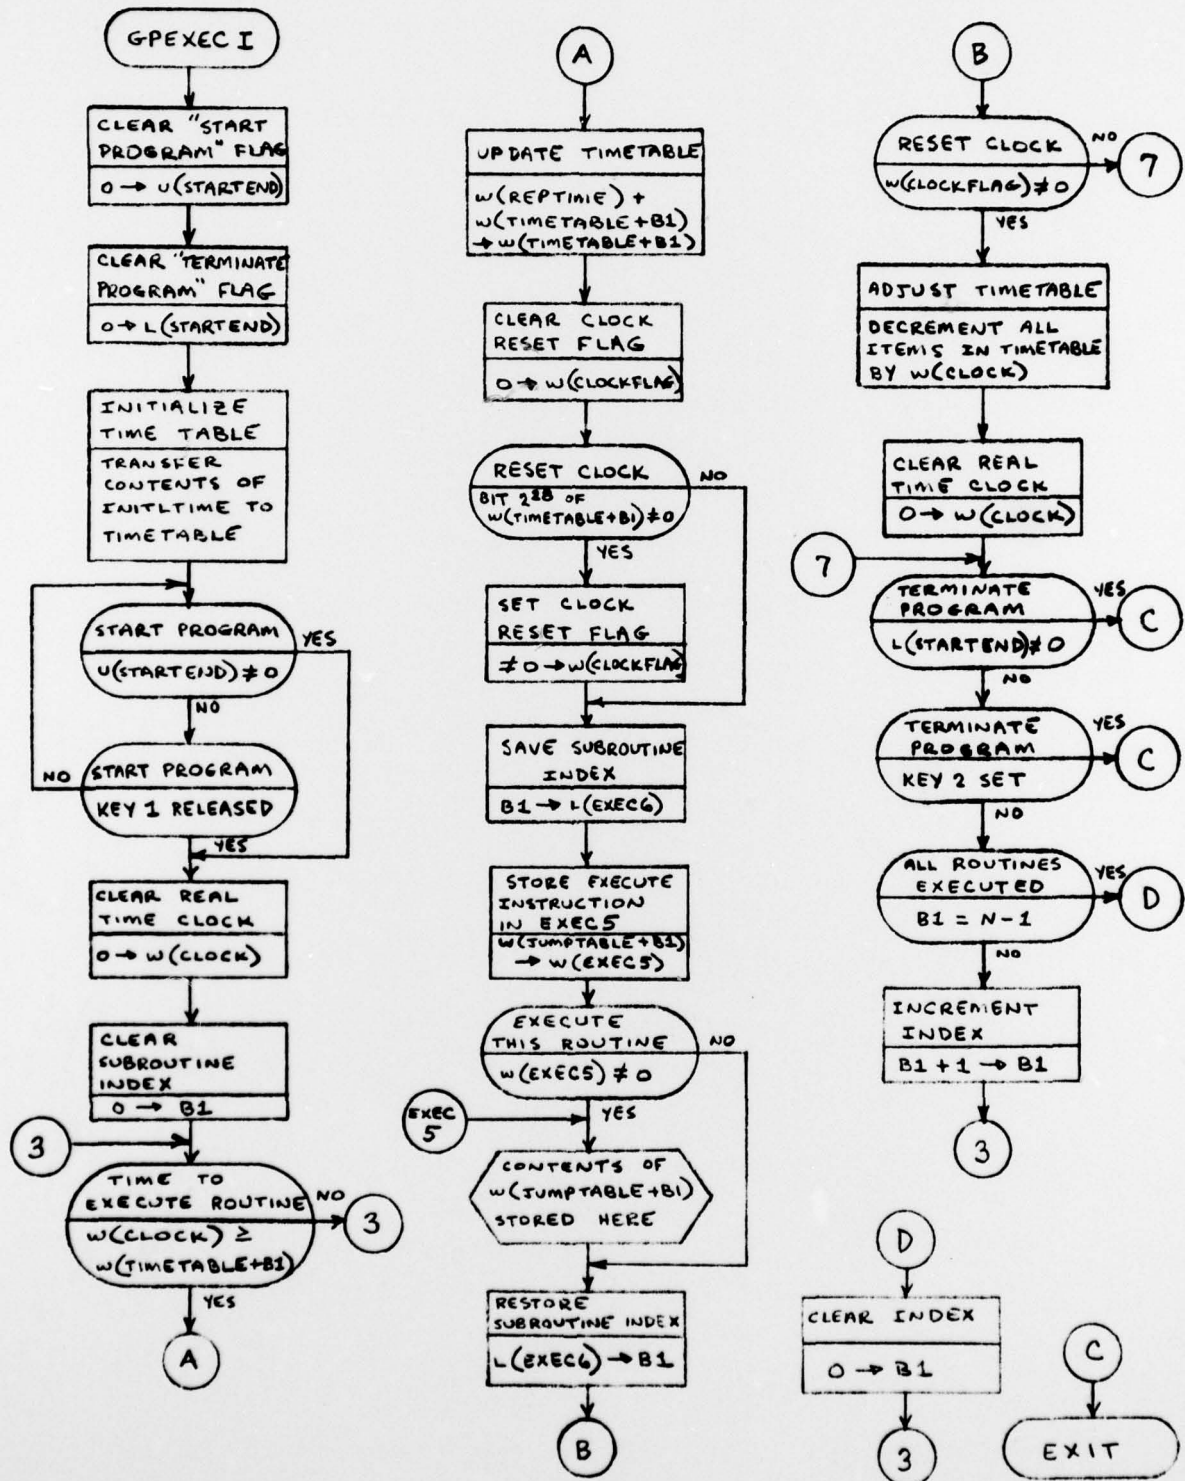 GPEXEC I
CLEAR "START
PROGRAM" FLAG
0 → U(STARTEND)
CLEAR "TERMINATE
PROGRAM" FLAG
0 → L(STARTEND)
INITIALIZE
TIME TABLE
TRANSFER
CONTENTS OF
INITLTIME TO
TIMETABLE
START PROGRAM
YES
U(STARTEND) ≠ 0
NO
NO
START PROGRAM
KEY 1 RELEASED
YES
CLEAR REAL
TIME CLOCK
0 → W(CLOCK)
CLEAR
SUBROUTINE
INDEX
0 → B1
3
TIME TO
EXECUTE ROUTINE
NO
3
W(CLOCK) ≥
W(TIMETABLE+B1)
YES
A
A
UPDATE TIMETABLE
W(REPTIME) +
W(TIMETABLE+B1)
→ W(TIMETABLE+B1)
CLEAR CLOCK
RESET FLAG
0 → W(CLOCKFLAG)
RESET CLOCK
NO
BIT 2^28 OF
W(TIMETABLE+B1) ≠ 0
YES
SET CLOCK
RESET FLAG
≠ 0 → W(CLOCKFLAG)
SAVE SUBROUTINE
INDEX
B1 → L(EXEC6)
STORE EXECUTE
INSTRUCTION
IN EXEC5
W(JUMPTABLE+B1)
→ W(EXEC5)
EXECUTE
THIS ROUTINE
NO
W(EXEC5) ≠ 0
YES
EXEC
5
CONTENTS OF
W(JUMPTABLE+B1)
STORED HERE
RESTORE
SUBROUTINE INDEX
L(EXEC6) → B1
B
B
RESET CLOCK
NO
7
W(CLOCKFLAG) ≠ 0
YES
ADJUST TIMETABLE
DECREMENT ALL
ITEMS IN TIMETABLE
BY W(CLOCK)
CLEAR REAL
TIME CLOCK
0 → W(CLOCK)
7
TERMINATE
PROGRAM
YES
C
L(STARTEND) ≠ 0
NO
TERMINATE
PROGRAM
YES
C
KEY 2 SET
NO
ALL ROUTINES
EXECUTED
YES
D
B1 = N - 1
NO
INCREMENT
INDEX
B1 + 1 → B1
3
D
CLEAR INDEX
0 → B1
3
C
EXIT